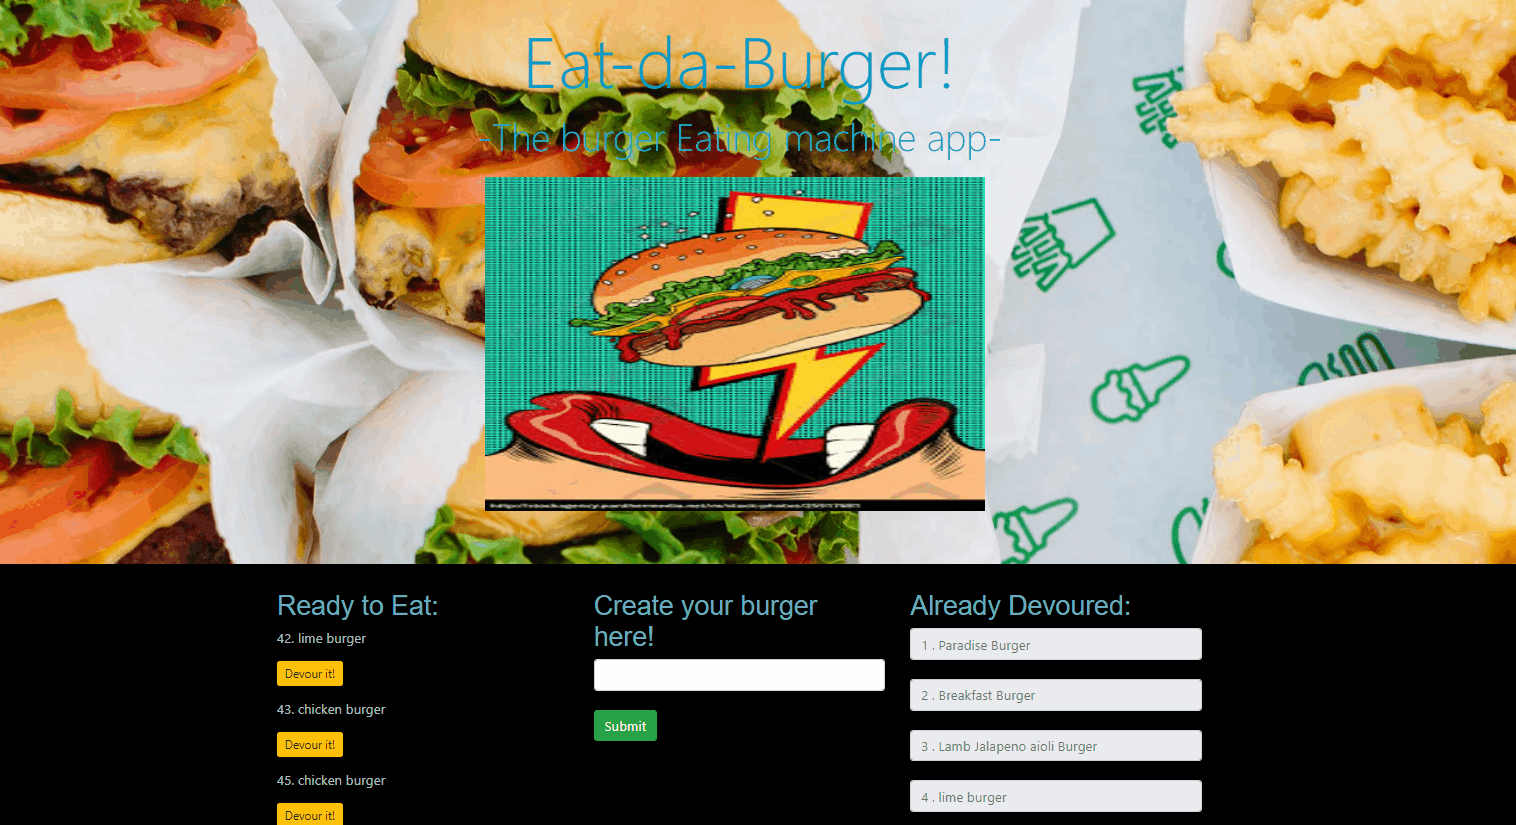 Eat-da-Burger!
-The burger Eating machine app-
Ready to Eat:
42. lime burger
Devour it!
43. chicken burger
Devour it!
45. chicken burger
Devour it!
Create your burger
here!
Submit
Already Devoured:
1 . Paradise Burger
2 . Breakfast Burger
3 . Lamb Jalapeno aioli Burger
4 . lime burger